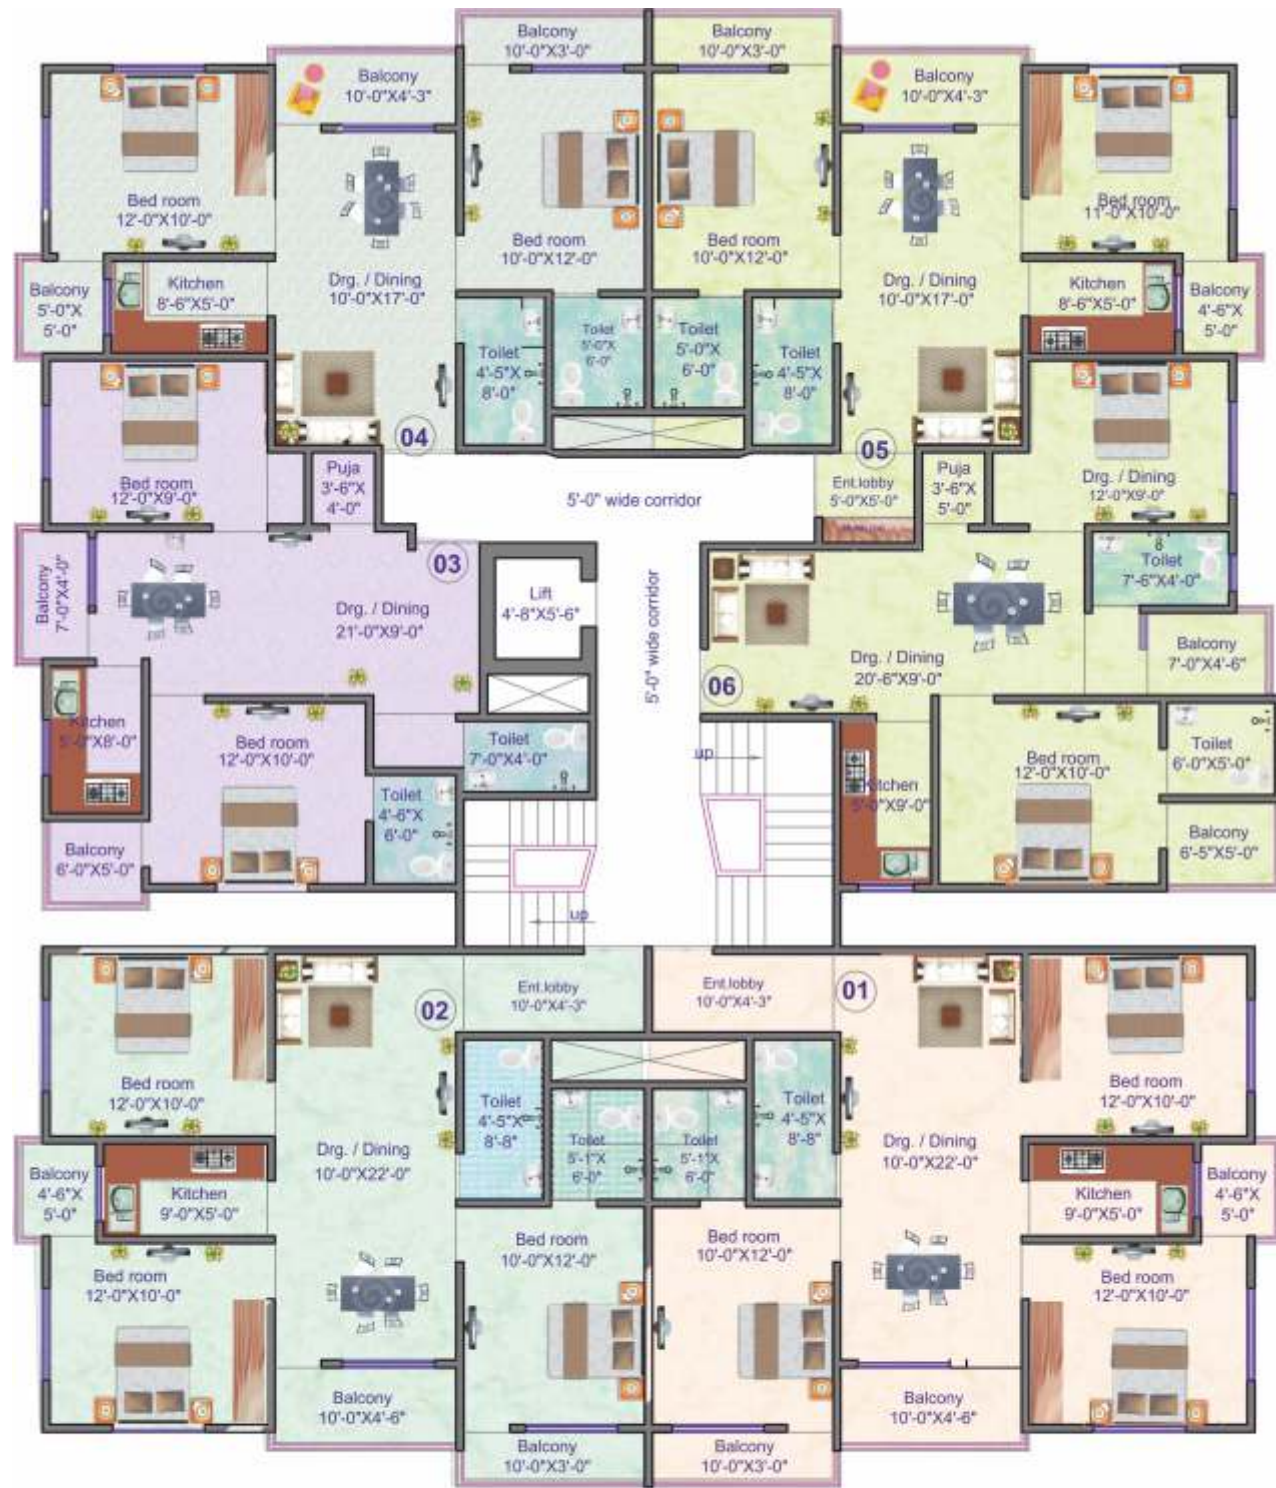 Balcony
10'-0"X3'-0"
Balcony
10'-0"X3'-0"
Balcony
10'-0"X4'-3"
Balcony
10'-0"X4'-3"
Bed room
12'-0"X10'-0"
Bed room
10'-0"X12'-0"
Bed room
10'-0"X12'-0"
Bed room
11'-0"X10'-0"
Balcony
5'-0"X
5'-0"
Kitchen
8'-6"X5'-0"
Drg. / Dining
10'-0"X17'-0"
Drg. / Dining
10'-0"X17'-0"
Kitchen
8'-6"X5'-0"
Balcony
4'-6"X
5'-0"
Toilet
4'-5"X
8'-0"
Toilet
5'-0"X
6'-0"
Toilet
5'-0"X
6'-0"
Toilet
4'-5"X
8'-0"
04
05
Bed room
12'-0"X9'-0"
Puja
3'-6"X
4'-0"
5'-0" wide corridor
Ent.lobby
5'-0"X5'-0"
Puja
3'-6"X
5'-0"
Drg. / Dining
12'-0"X9'-0"
03
Balcony
7'-0"X4'-0"
Drg. / Dining
21'-0"X9'-0"
Lift
4'-8"X5'-6"
5'-0" wide corridor
Toilet
7'-6"X4'-0"
Drg. / Dining
20'-6"X9'-0"
06
Balcony
7'-0"X4'-6"
Kitchen
5'-0"X8'-0"
Bed room
12'-0"X10'-0"
Toilet
7'-0"X4'-0"
up
Kitchen
5'-0"X9'-0"
Bed room
12'-0"X10'-0"
Toilet
6'-0"X5'-0"
Toilet
4'-6"X
6'-0"
Balcony
6'-0"X5'-0"
Balcony
6'-5"X5'-0"
up
02
Ent.lobby
10'-0"X4'-3"
Ent.lobby
10'-0"X4'-3"
01
Bed room
12'-0"X10'-0"
Toilet
4'-5"X
8'-8"
Toilet
5'-1"X
6'-0"
Toilet
5'-1"X
6'-0"
Toilet
4'-5"X
8'-8"
Bed room
12'-0"X10'-0"
Drg. / Dining
10'-0"X22'-0"
Drg. / Dining
10'-0"X22'-0"
Balcony
4'-6"X
5'-0"
Kitchen
9'-0"X5'-0"
Kitchen
9'-0"X5'-0"
Balcony
4'-6"X
5'-0"
Bed room
12'-0"X10'-0"
Bed room
10'-0"X12'-0"
Bed room
10'-0"X12'-0"
Bed room
12'-0"X10'-0"
Balcony
10'-0"X4'-6"
Balcony
10'-0"X4'-6"
Balcony
10'-0"X3'-0"
Balcony
10'-0"X3'-0"